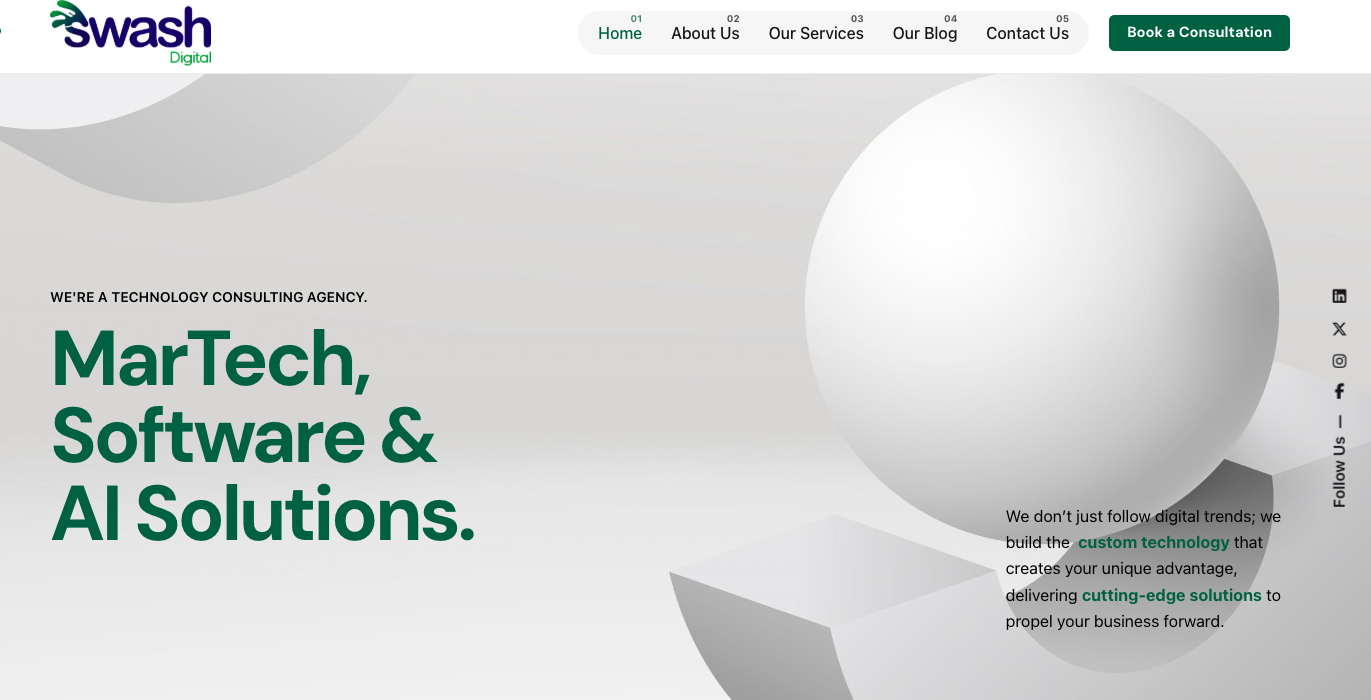 swash
Digital
01
Home
02
About Us
03
Our Services
04
Our Blog
05
Contact Us
Book a Consultation
WE'RE A TECHNOLOGY CONSULTING AGENCY.
MarTech,
Software &
AI Solutions.
We don’t just follow digital trends; we
build the custom technology that
creates your unique advantage,
delivering cutting-edge solutions to
propel your business forward.
Follow Us —